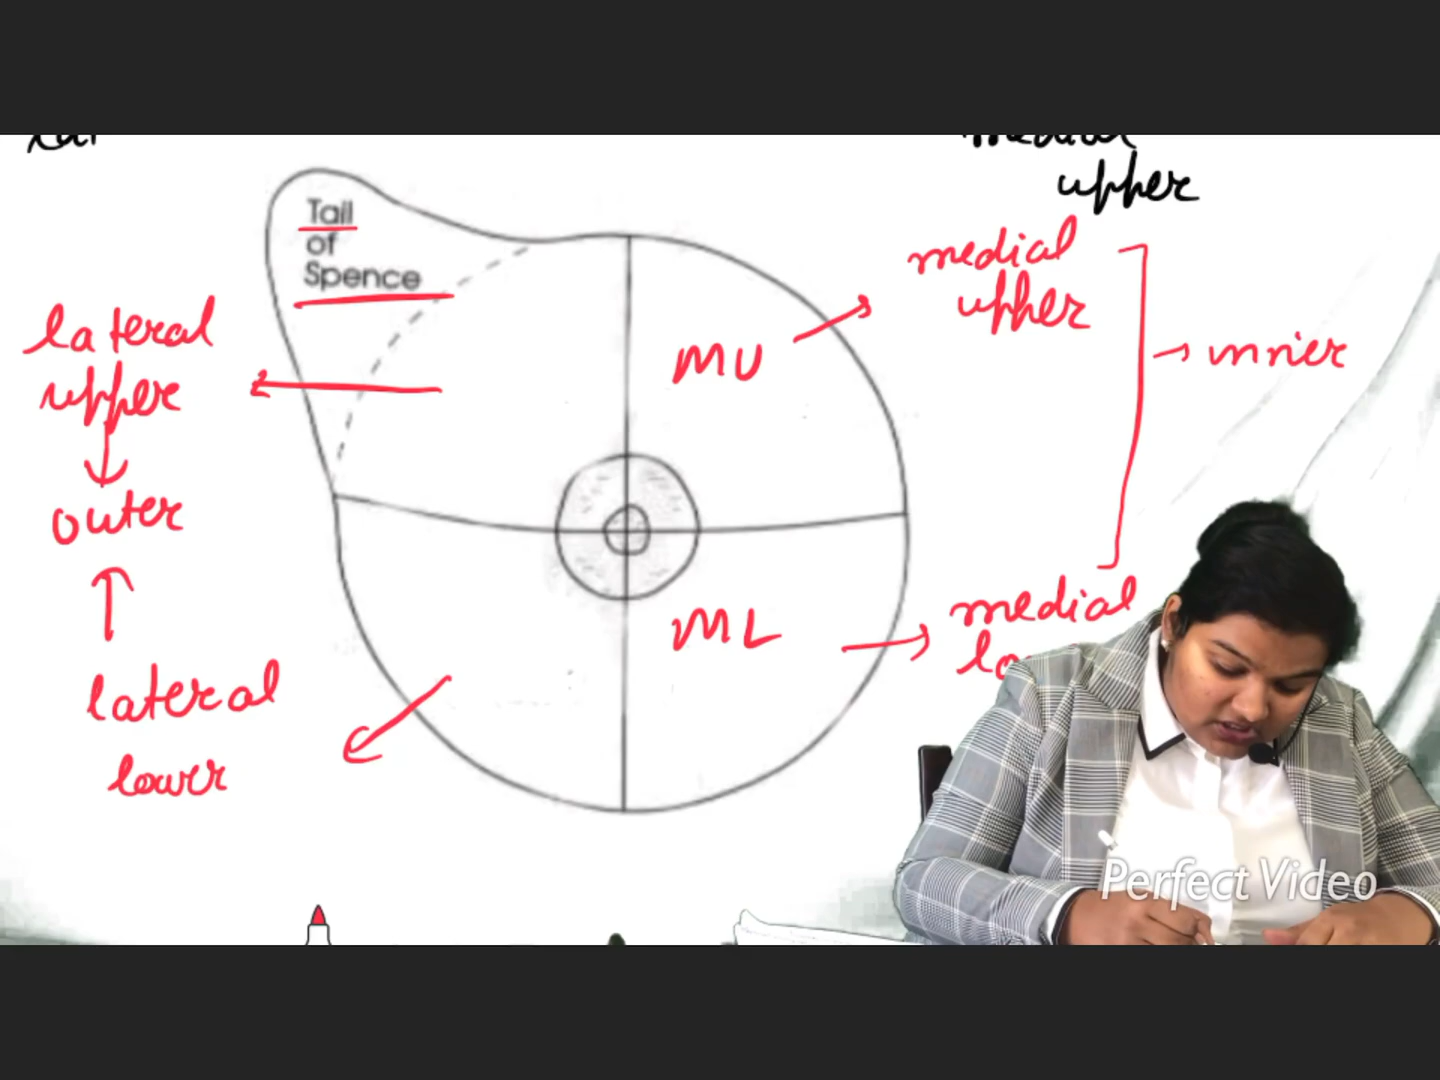 upper
Tail
of
Spence
medial
upper
lateral
upper
MU
inner
outer
ML
medial
lateral
lower
Perfect Video